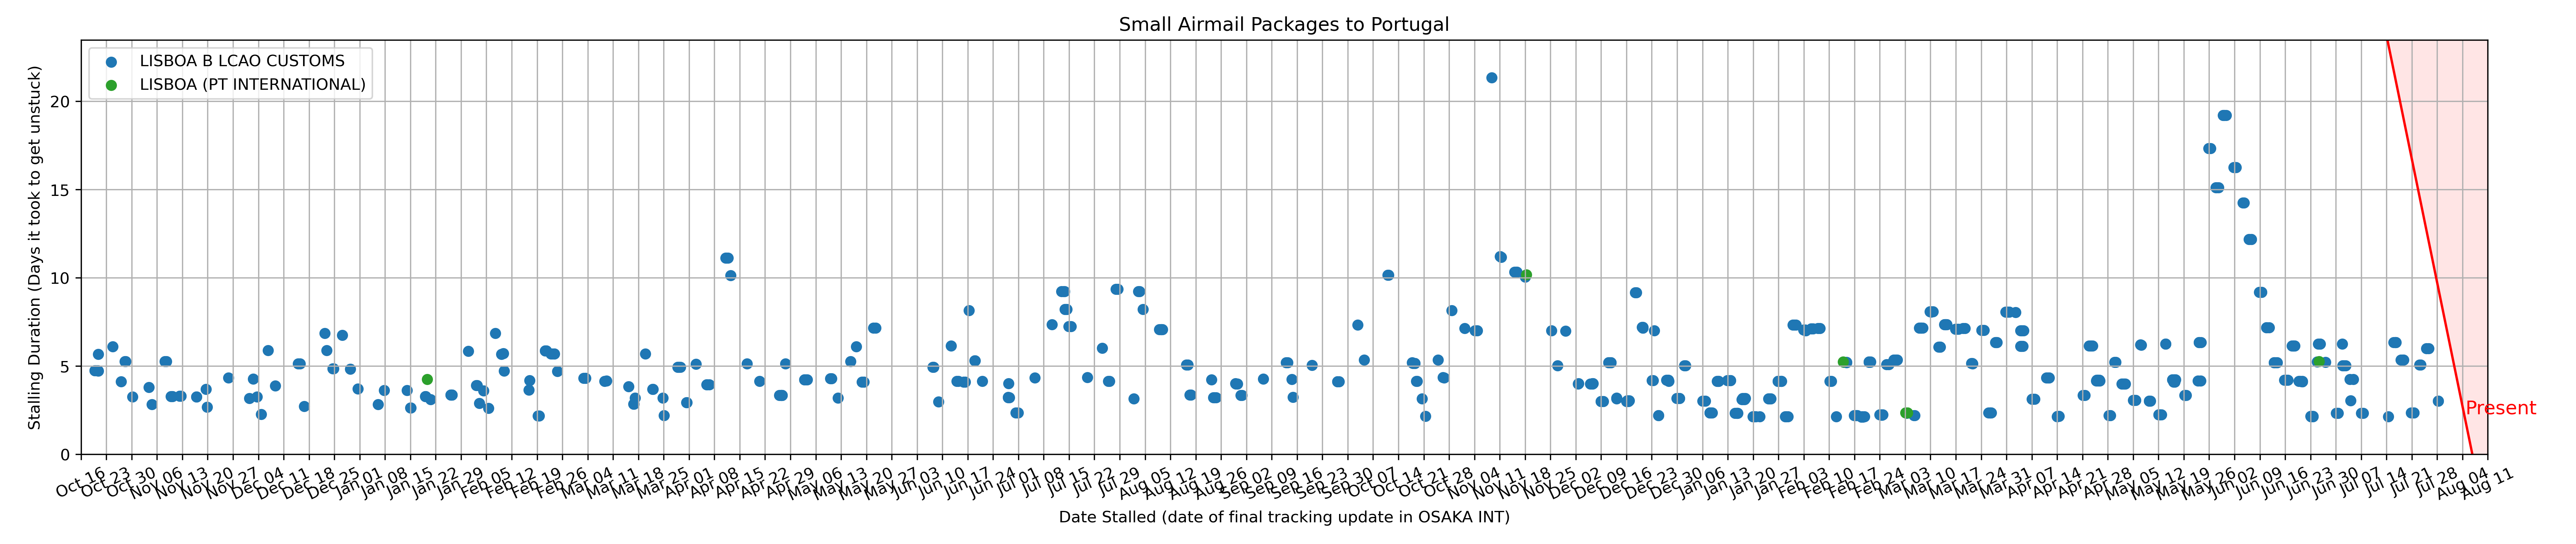 Small Airmail Packages to Portugal
LISBOA B LCAO CUSTOMS
LISBOA (PT INTERNATIONAL)
Stalling Duration (Days it took to get unstuck)
20
15
10
5
0
Present
Oct 16
Oct 23
Oct 30
Nov 06
Nov 13
Nov 20
Nov 27
Dec 04
Dec 11
Dec 18
Dec 25
Jan 01
Jan 08
Jan 15
Jan 22
Jan 29
Feb 05
Feb 12
Feb 19
Feb 26
Mar 04
Mar 11
Mar 18
Mar 25
Apr 01
Apr 08
Apr 15
Apr 22
Apr 29
May 06
May 13
May 20
May 27
Jun 03
Jun 10
Jun 17
Jun 24
Jul 01
Jul 08
Jul 15
Jul 22
Jul 29
Aug 05
Aug 12
Aug 19
Aug 26
Sep 02
Sep 09
Sep 16
Sep 23
Sep 30
Oct 07
Oct 14
Oct 21
Oct 28
Nov 04
Nov 11
Nov 18
Nov 25
Dec 02
Dec 09
Dec 16
Dec 23
Dec 30
Jan 06
Jan 13
Jan 20
Jan 27
Feb 03
Feb 10
Feb 17
Feb 24
Mar 03
Mar 10
Mar 17
Mar 24
Mar 31
Apr 07
Apr 14
Apr 21
Apr 28
May 05
May 12
May 19
May 26
Jun 02
Jun 09
Jun 16
Jun 23
Jun 30
Jul 07
Jul 14
Jul 21
Jul 28
Aug 04
Aug 11
Date Stalled (date of final tracking update in OSAKA INT)